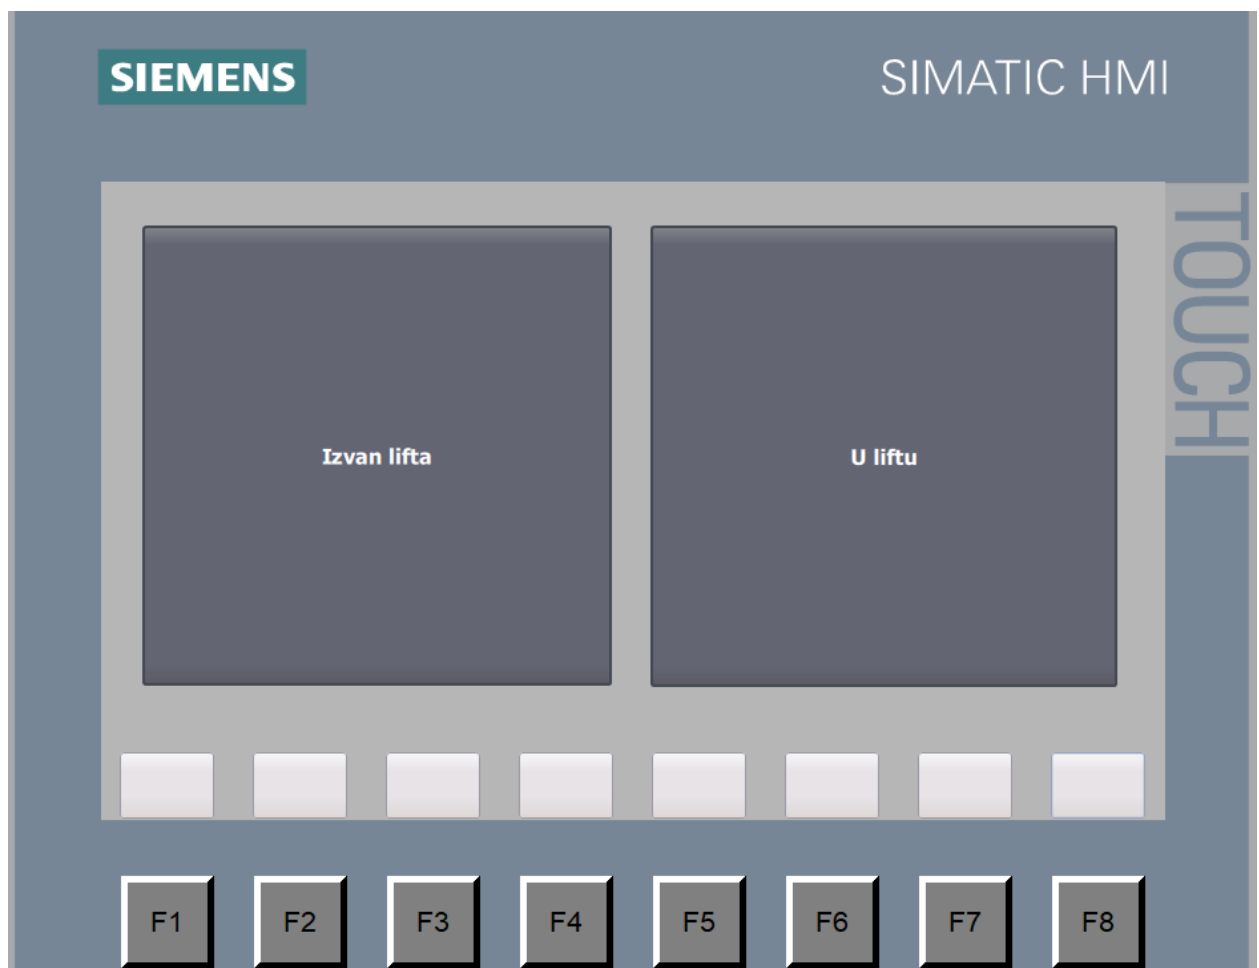 SIEMENS
SIMATIC HMI
TOUCH
Izvan lifta
U liftu
F1
F2
F3
F4
F5
F6
F7
F8